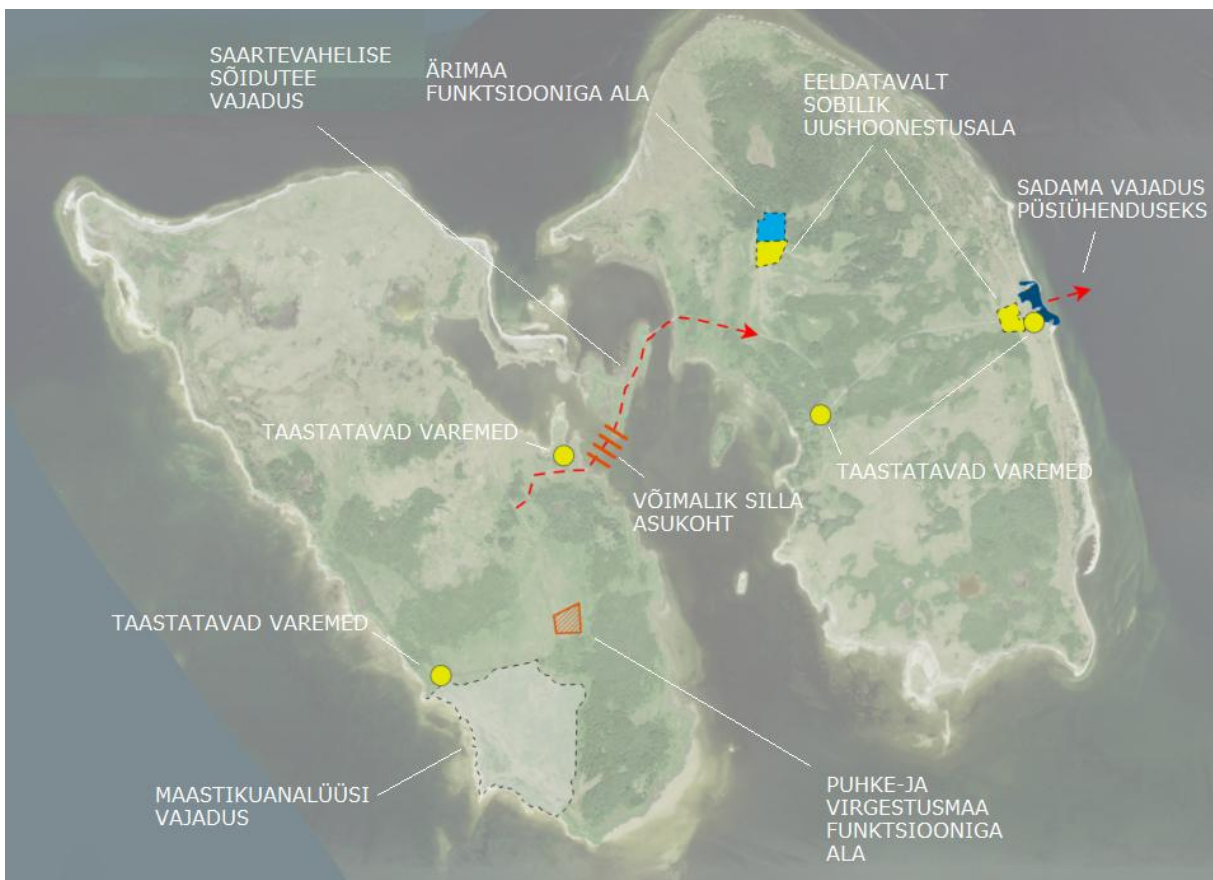 SAARTEVAHELISE
SÕIDUTEE
VAJADUS
ÄRIMAA
FUNKTSIOONIGA ALA
EELDATAVALT
SOBILIK
UUSHOONESTUSALA
SADAMA VAJADUS
PÜSIÜHENDUSEKS
TAASTATAVAD VAREMED
TAASTATAVAD VAREMED
VÕIMALIK SILLA
ASUKOHT
TAASTATAVAD VAREMED
MAASTIKUANALÜÜSI
VAJADUS
PUHKE-JA
VIRGESTUSMAA
FUNKTSIOONIGA
ALA